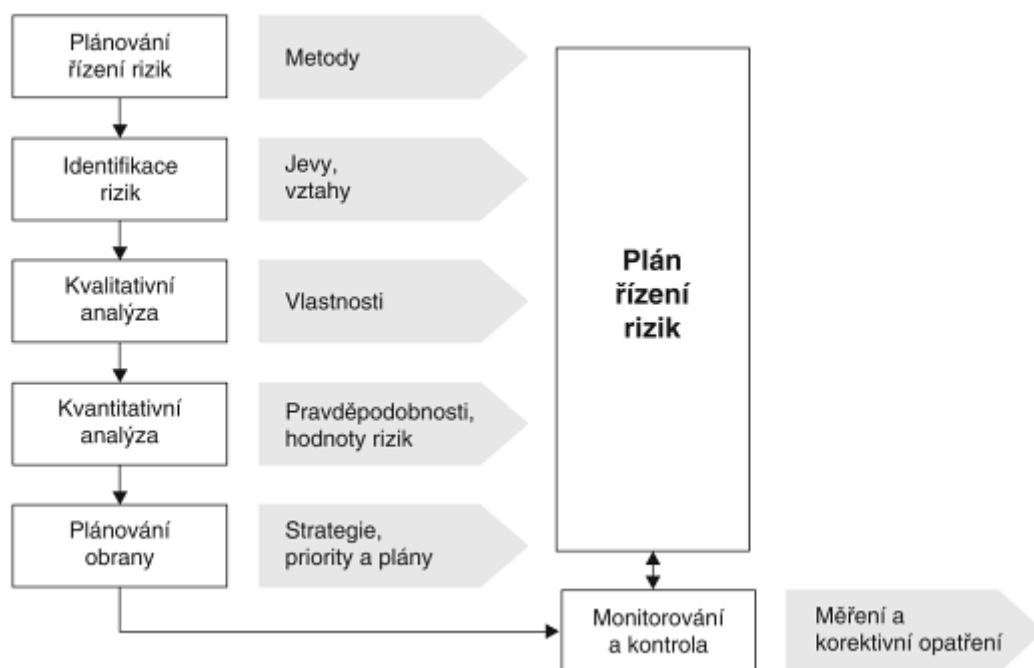 Plánování
řízení rizik
Metody
Identifikace
rizik
Jevy,
vztahy
Kvalitativní
analýza
Vlastnosti
Plán
řízení
rizik
Kvantitativní
analýza
Pravděpodobnosti,
hodnoty rizik
Plánování
obrany
Strategie,
priority a plány
Monitorování
a kontrola
Měření a
korektivní opatření